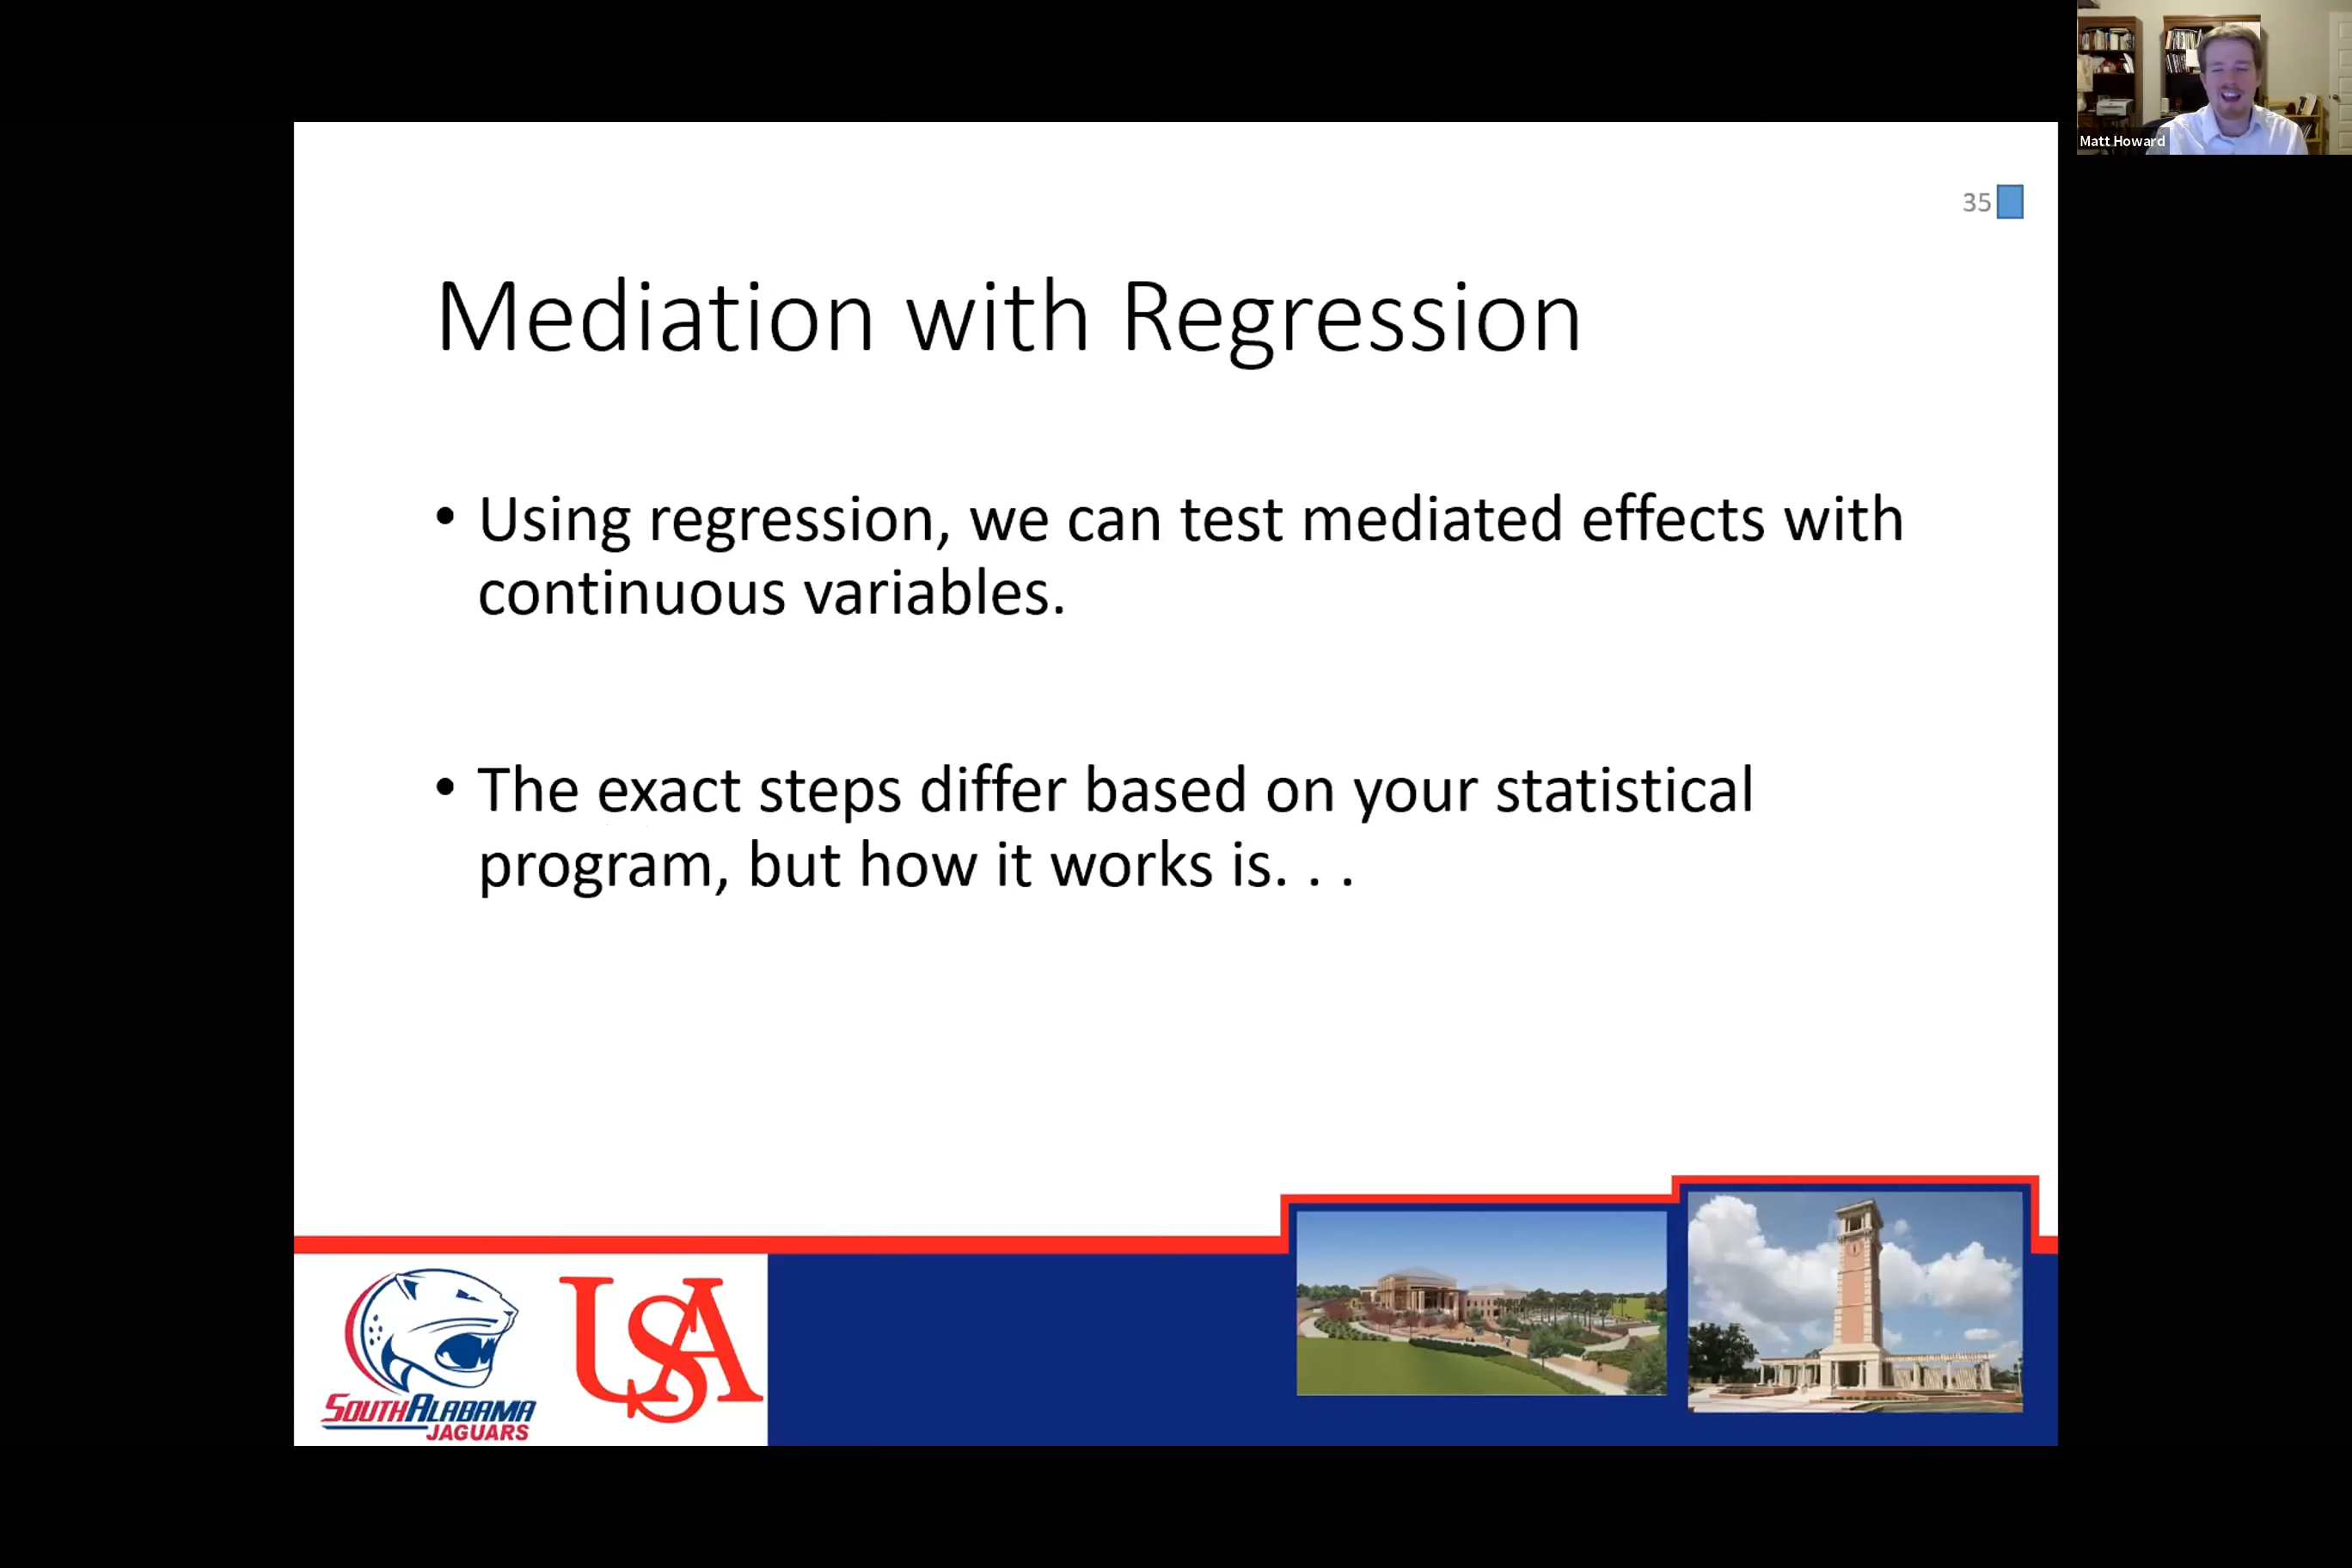 Matt Howard
35
Mediation with Regression
• Using regression, we can test mediated effects with
continuous variables.
• The exact steps differ based on your statistical
program, but how it works is. . .
SOUTH ALABAMA
JAGUARS
USA